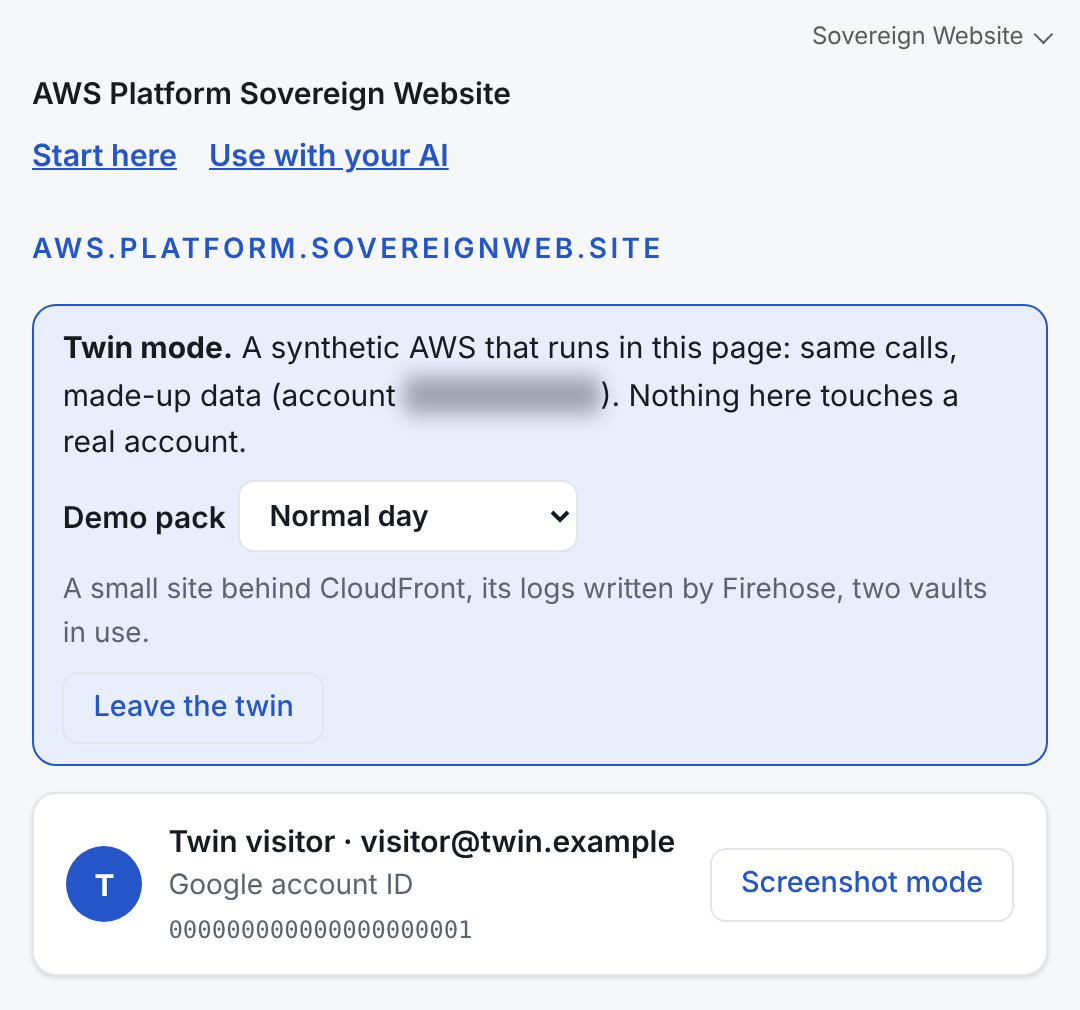 Sovereign Website
AWS Platform Sovereign Website
Start here Use with your AI
AWS.PLATFORM.SOVEREIGNWEB.SITE
Twin mode. A synthetic AWS that runs in this page: same calls,
made-up data (account ). Nothing here touches a
real account.
Demo pack Normal day
A small site behind CloudFront, its logs written by Firehose, two vaults
in use.
Leave the twin
T
Twin visitor · visitor@twin.example
Google account ID
000000000000000000001
Screenshot mode